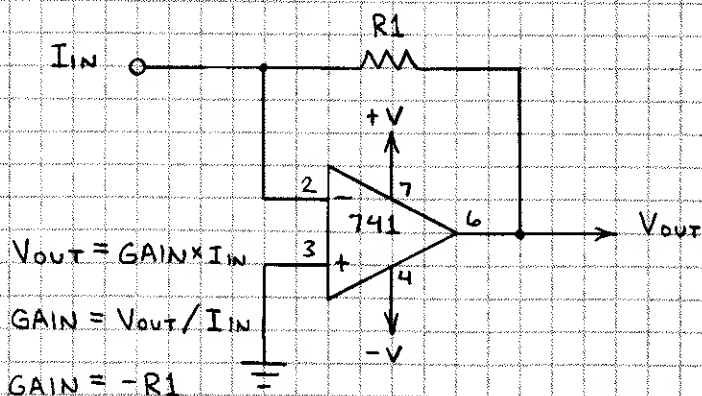 R1
IIN
+V
2
-
7
741
6
VOUT
3
+
4
VOUT = GAIN × IIN
GAIN = VOUT / IIN
-V
GAIN = -R1